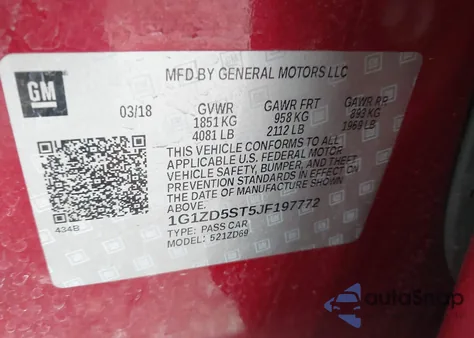 GM
MFD BY GENERAL MOTORS LLC
03/18 GVWR GAWR FRT GAWR RR
1851 KG 958 KG 893 KG
4081 LB 2112 LB 1969 LB
THIS VEHICLE CONFORMS TO ALL
APPLICABLE U.S. FEDERAL MOTOR
VEHICLE SAFETY, BUMPER, AND THEFT
PREVENTION STANDARDS IN EFFECT ON
THE DATE OF MANUFACTURE SHOWN
ABOVE.
1G1ZD5ST5JF197772
TYPE: PASS CAR
MODEL: 521ZD69
434B
autoSnap